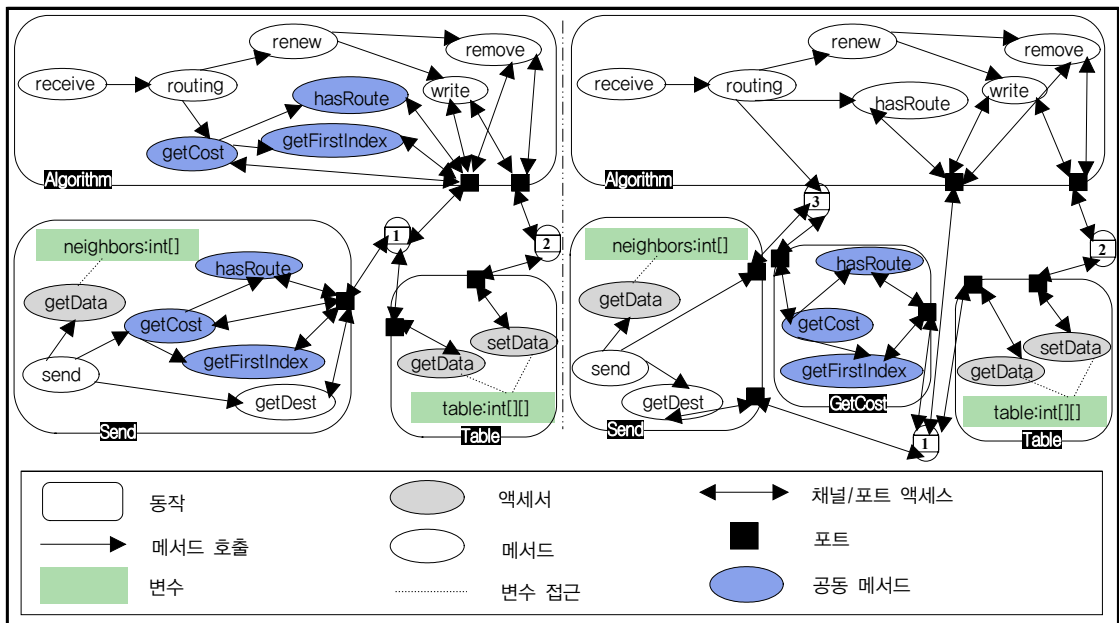 renew
remove
receive
routing
write
hasRoute
getCost
getFirstIndex
Algorithm
neighbors:int[]
1
2
hasRoute
getData
getCost
getFirstIndex
send
getDest
Send
setData
getData
table:int[][]
Table
renew
remove
receive
routing
hasRoute
write
Algorithm
3
neighbors:int[]
2
hasRoute
getData
getCost
getFirstIndex
send
getDest
Send
GetCost
1
setData
getData
table:int[][]
Table
동작
액세서
채널/포트 액세스
메서드 호출
메서드
포트
변수
변수 접근
공동 메서드